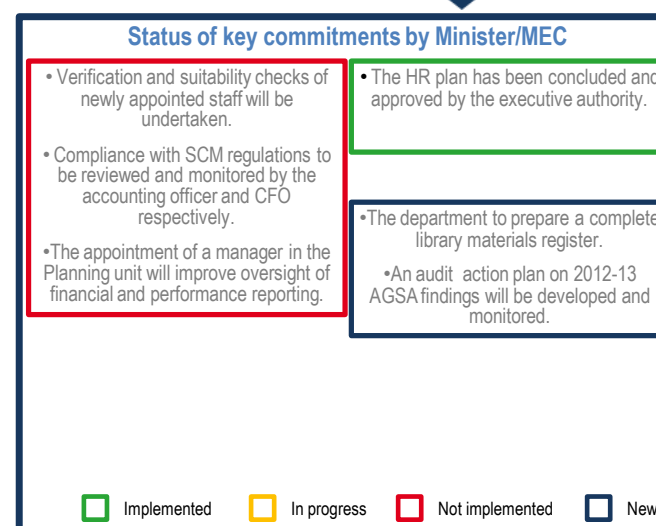 Status of key commitments by Minister/MEC
• Verification and suitability checks of
newly appointed staff will be
undertaken.
• Compliance with SCM regulations to
be reviewed and monitored by the
accounting officer and CFO
respectively.
•The appointment of a manager in the
Planning unit will improve oversight of
financial and performance reporting.
• The HR plan has been concluded and
approved by the executive authority.
•The department to prepare a complete
library materials register.
•An audit action plan on 2012-13
AGSA findings will be developed and
monitored.
Implemented
In progress
Not implemented
New